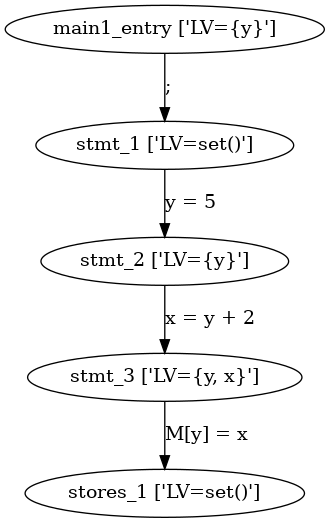 main1_entry ['LV={y}']
;
stmt_1 ['LV=set()']
y = 5
stmt_2 ['LV={y}']
x = y + 2
stmt_3 ['LV={y, x}']
M[y] = x
stores_1 ['LV=set()']